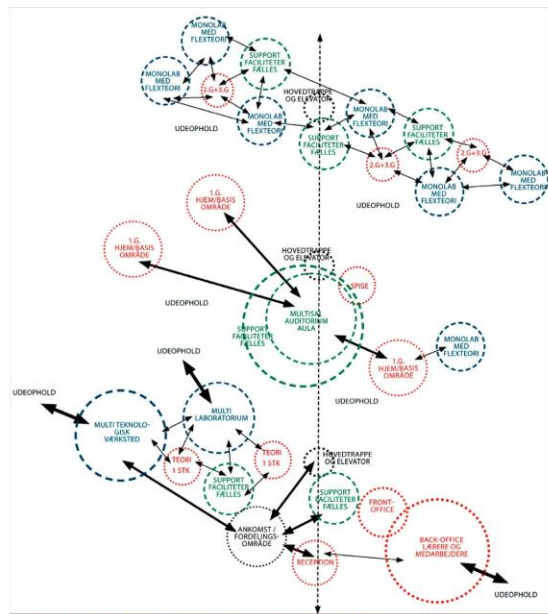 MONOLAB
MED
FLEXTEORI
SUPPORT
FACILITETER
FÆLLES
MONOLAB
MED
FLEXTEORI
2.G+3.G
HOVEDTRAPPE
OG ELEVATOR
MONOLAB
MED
FLEXTEORI
MONOLAB
MED
FLEXTEORI
UDEOPHOLD
SUPPORT
FACILITETER
FÆLLES
SUPPORT
FACILITETER
FÆLLES
2.G+3.G
2.G+3.G
MONOLAB
MED
FLEXTEORI
MONOLAB
MED
FLEXTEORI
UDEOPHOLD
1.G.
HJEM/BASIS
OMRÅDE
1.G.
HJEM/BASIS
OMRÅDE
HOVEDTRAPPE
OG ELEVATOR
SPISE
UDEOPHOLD
MULTISAL
AUDITORIUM
AULA
SUPPORT
FACILITETER
FÆLLES
MONOLAB
MED
FLEXTEORI
1.G.
HJEM/BASIS
OMRÅDE
UDEOPHOLD
UDEOPHOLD
UDEOPHOLD
MULTI
LABORATORIUM
MULTI TEKNOLO-
GISK
VÆRKSTED
TEORI
1 STK
TEORI
1 STK
HOVEDTRAPPE
OG ELEVATOR
SUPPORT
FACILITETER
FÆLLES
SUPPORT
FACILITETER
FÆLLES
FRONT-
OFFICE
ANKOMST /
FORDELINGS-
OMRÅDE
BACK-OFFICE
LÆRERE OG
MEDARBEJDERE
RECEPTION
UDEOPHOLD